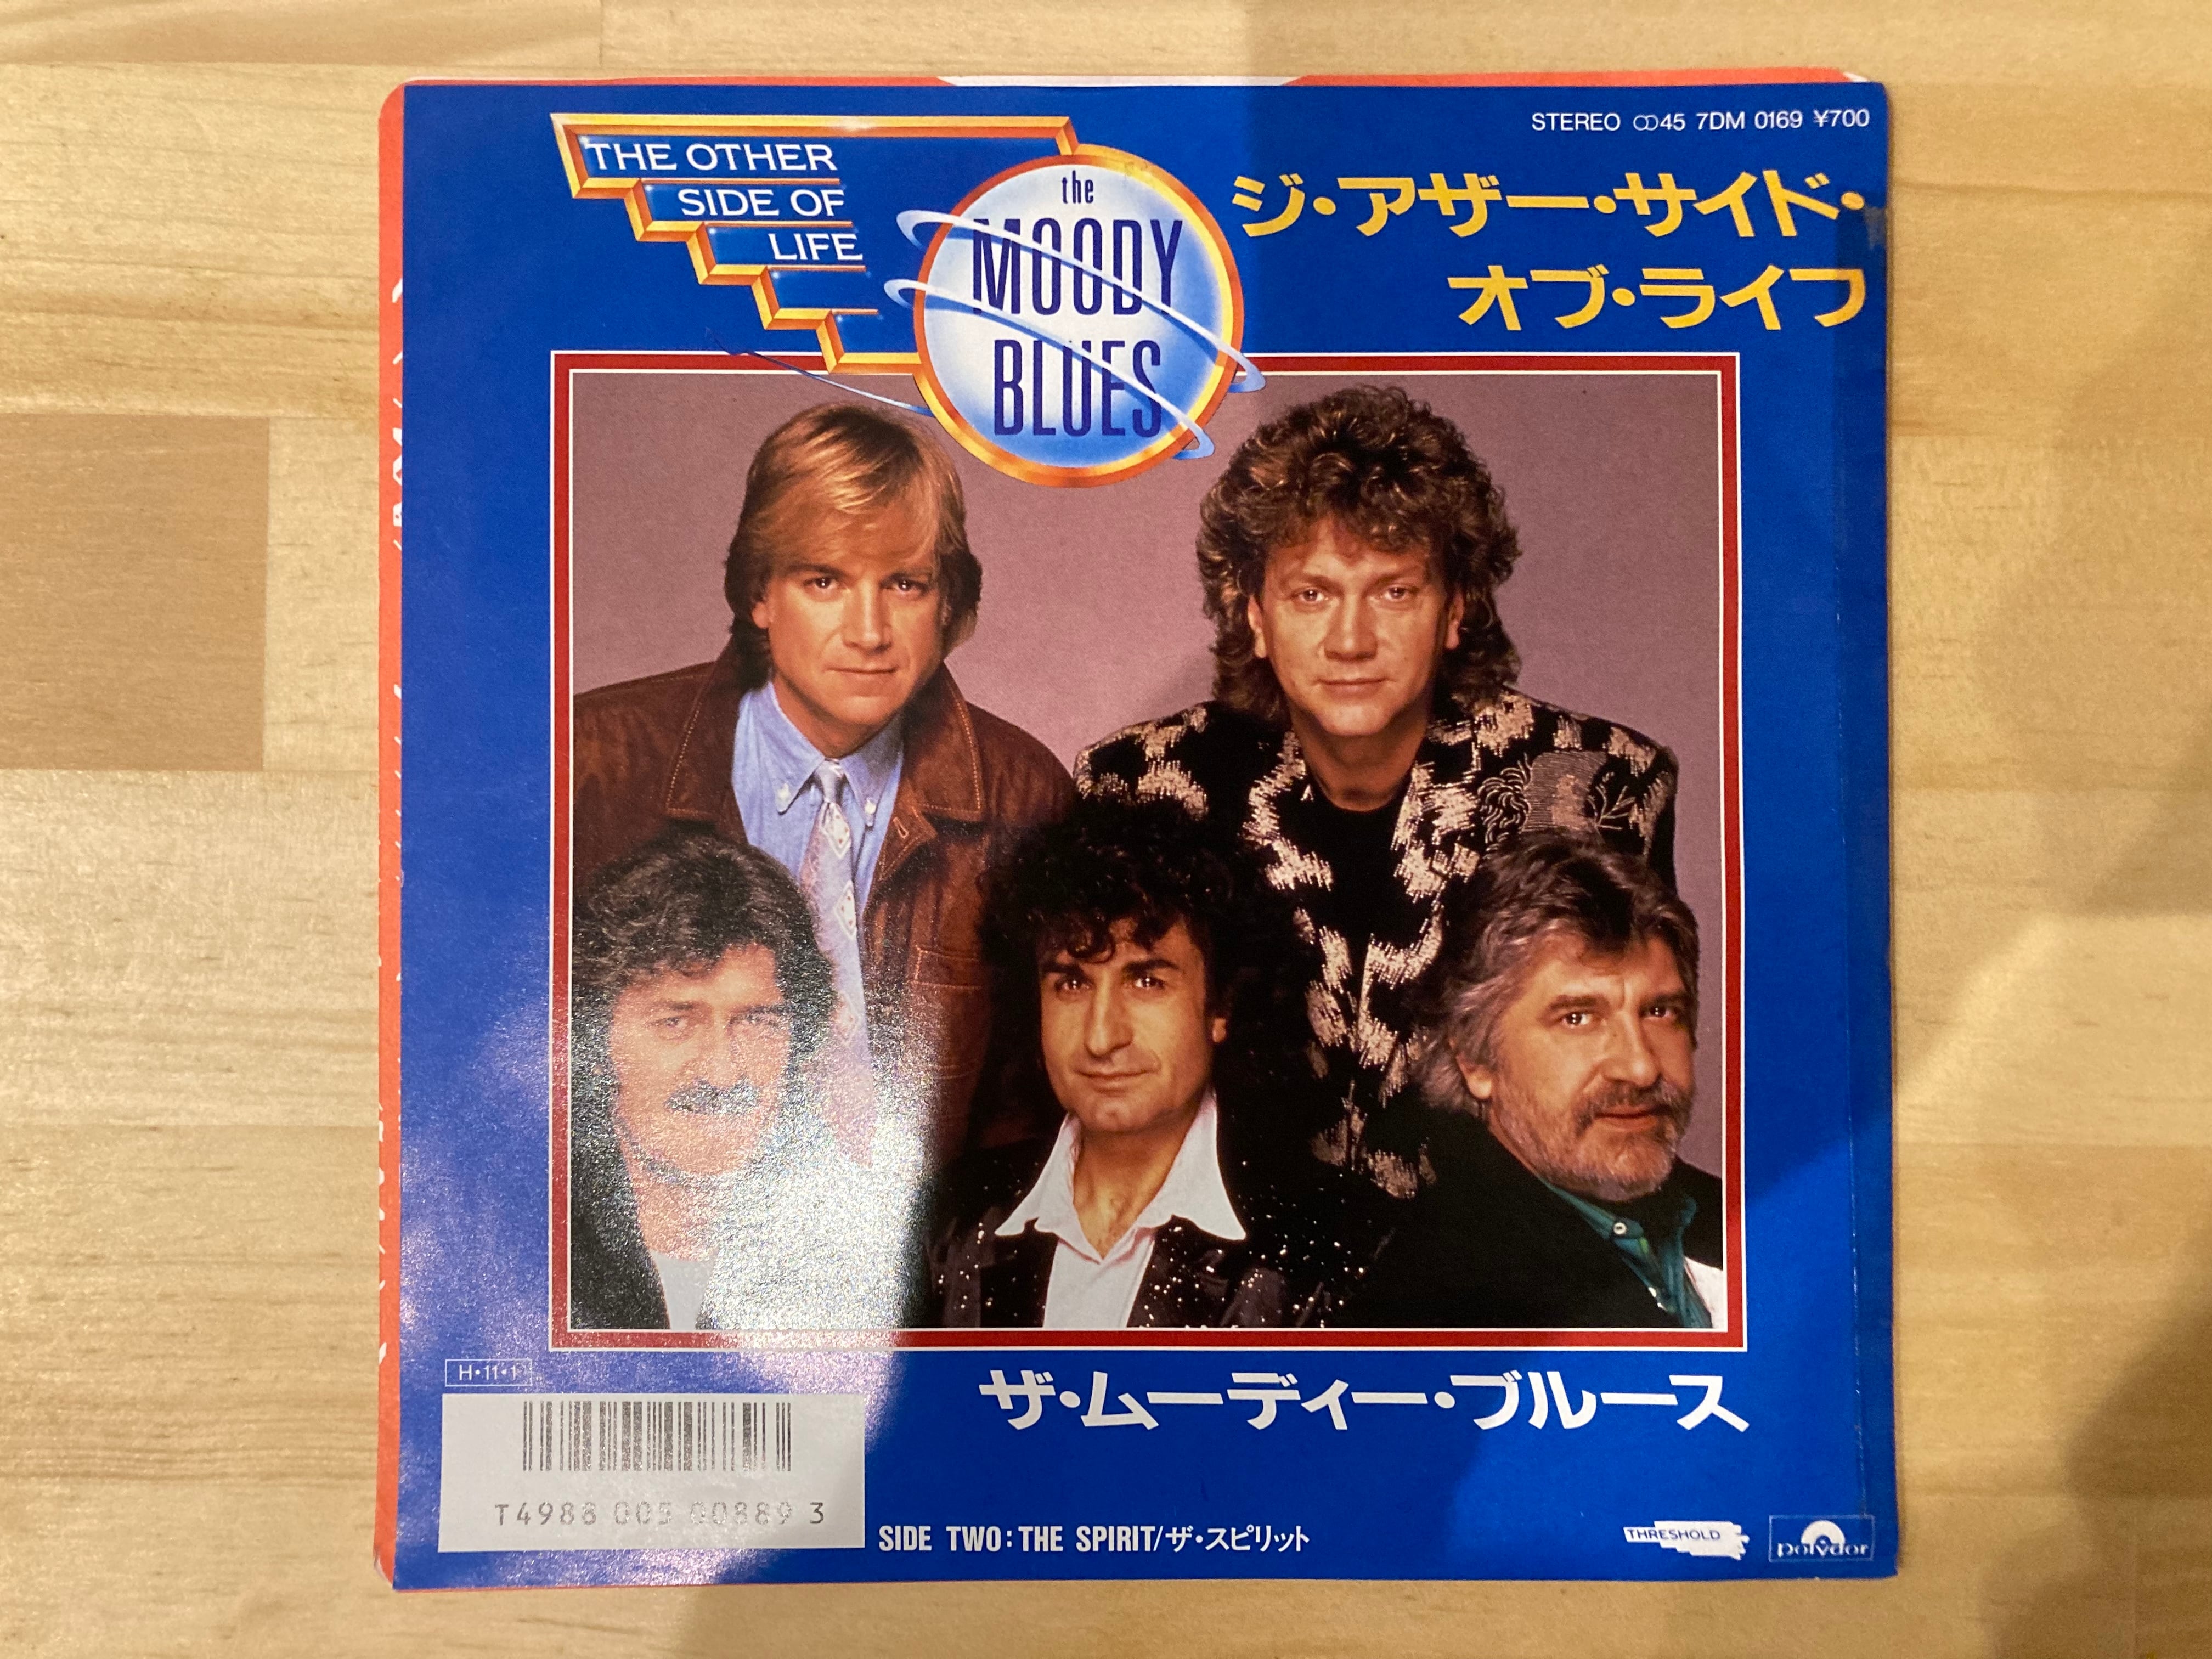 STEREO ∞45 7DM 0169 ¥700
THE OTHER
SIDE OF
LIFE
the
MOODY
BLUES
ジ・アザー・サイド・
オブ・ライフ
ザ・ムーディー・ブルース
H・11・1
T4988 005 00889 3
SIDE TWO:THE SPIRIT/ザ・スピリット
THRESHOLD
polydor